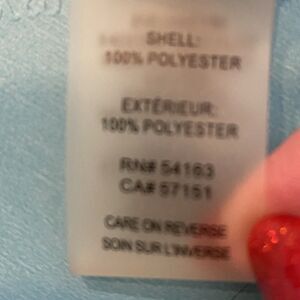 SHELL:
100% POLYESTER
EXTÉRIEUR:
100% POLYESTER
RN# 54163
CA# 57151
CARE ON REVERSE
SOIN SUR L'INVERSE